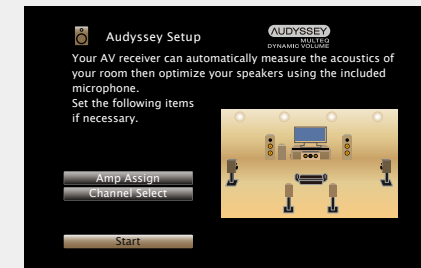 Audyssey Setup
AUDYSSEY
MULTEQ
DYNAMIC VOLUME
Your AV receiver can automatically measure the acoustics of
your room then optimize your speakers using the included
microphone.
Set the following items
if necessary.
Amp Assign
Channel Select
Start